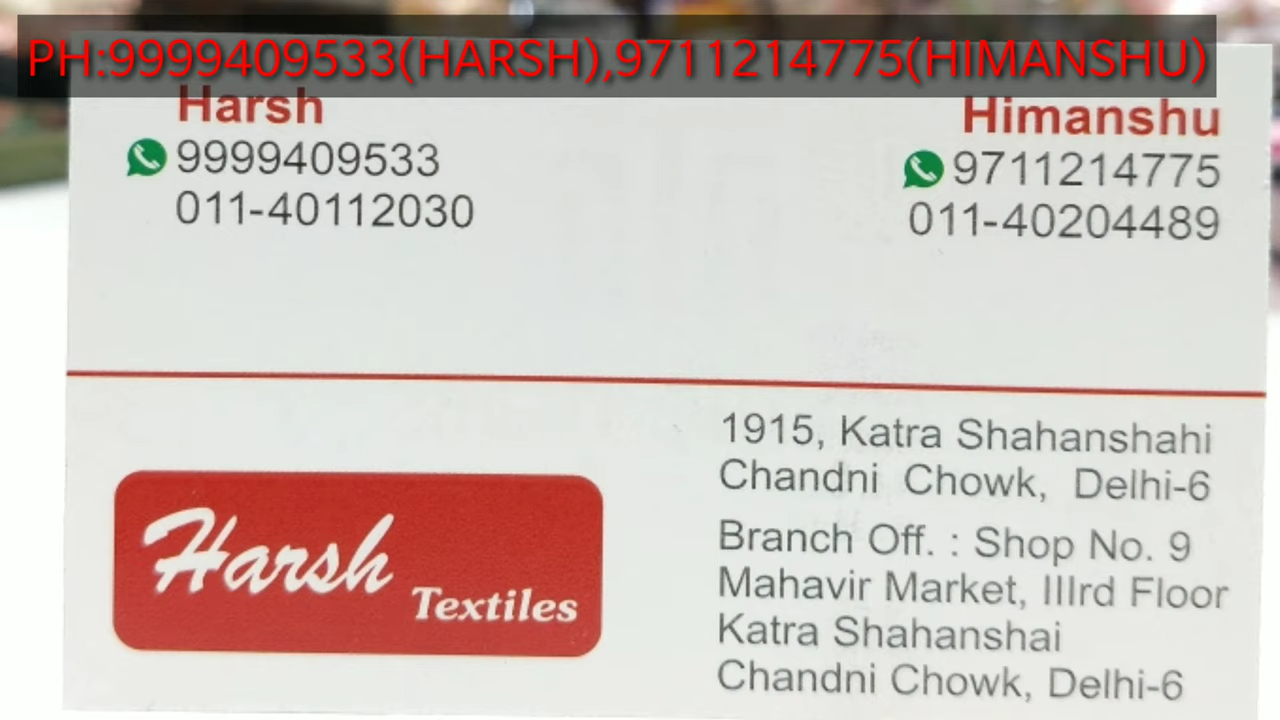 PH:9999409533(HARSH),9711214775(HIMANSHU)
Harsh
9999409533
011-40112030
Himanshu
9711214775
011-40204489
Harsh
Textiles
1915, Katra Shahanshahi
Chandni Chowk, Delhi-6
Branch Off. : Shop No. 9
Mahavir Market, IIIrd Floor
Katra Shahanshai
Chandni Chowk, Delhi-6